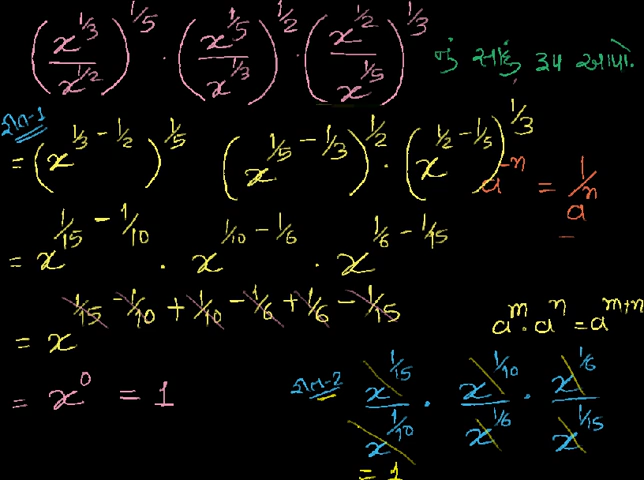 (x^1/3 / x^1/2)^1/5 · (x^1/5 / x^1/3)^1/2 · (x^1/2 / x^1/5)^1/3 નું સાદું રૂપ આપો.
રીત-1
= (x^1/3 - 1/2)^1/5 (x^1/5 - 1/3)^1/2 · (x^1/2 - 1/5)^1/3
a^-n = 1/a^n
= x^1/15 - 1/10 · x^1/10 - 1/6 · x^1/6 - 1/15
= x^1/15 - 1/10 + 1/10 - 1/6 + 1/6 - 1/15
a^m · a^n = a^m+n
= x^0 = 1
રીત-2 x^1/15 / x^1/10 · x^1/10 / x^1/6 · x^1/6 / x^1/15
= 1